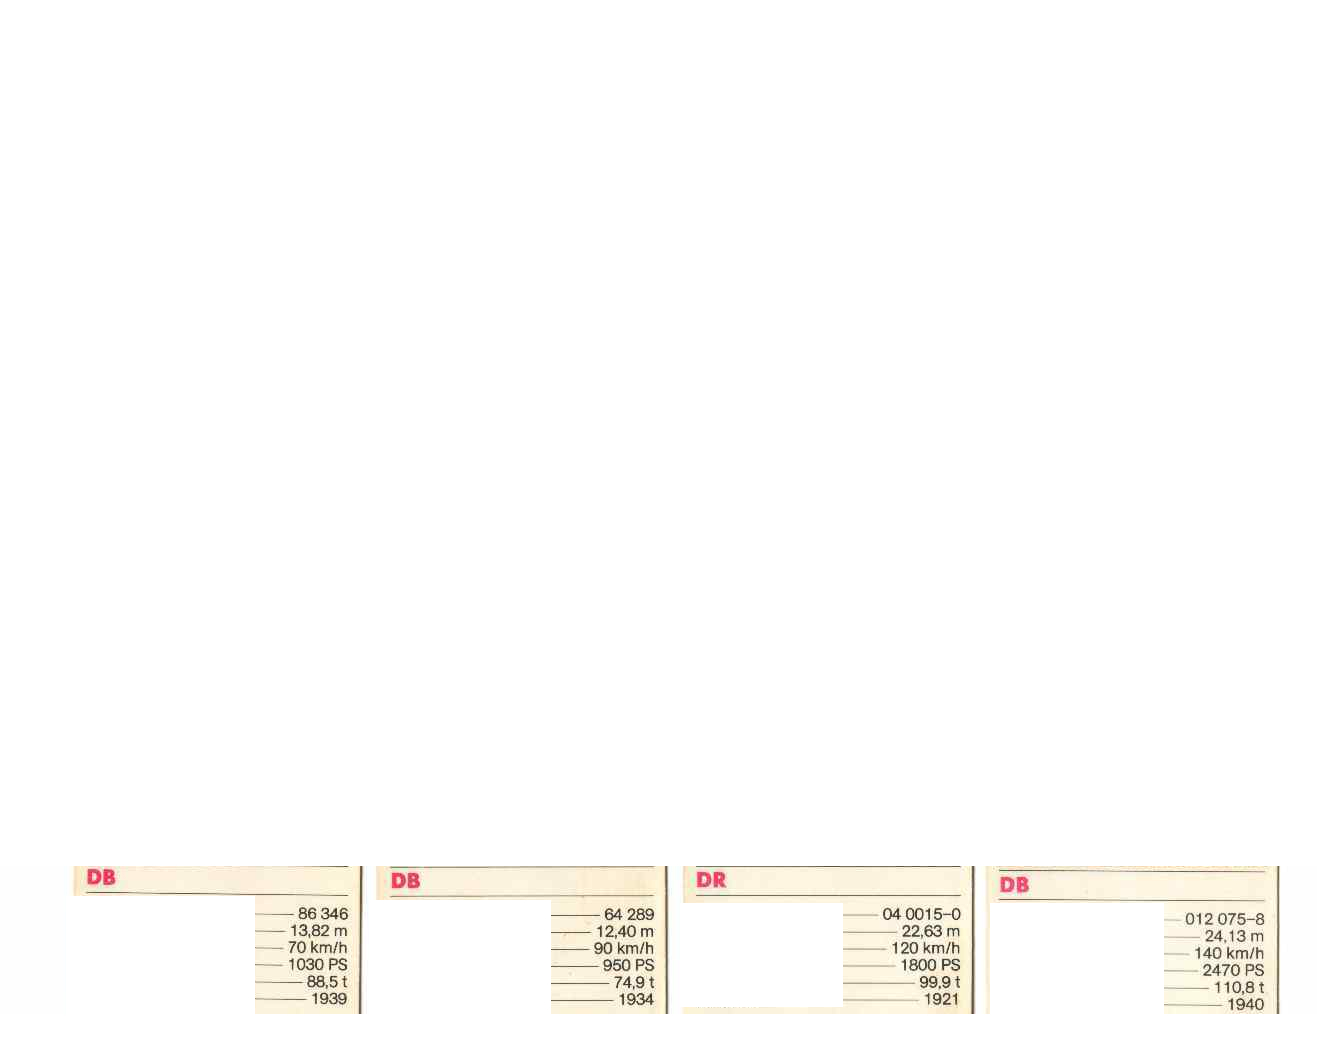 DB
86 346
13,82 m
70 km/h
1030 PS
88,5 t
1939
DB
64 289
12,40 m
90 km/h
950 PS
74,9 t
1934
DR
04 0015-0
22,63 m
120 km/h
1800 PS
99,9 t
1921
DB
012 075-8
24,13 m
140 km/h
2470 PS
110,8 t
1940